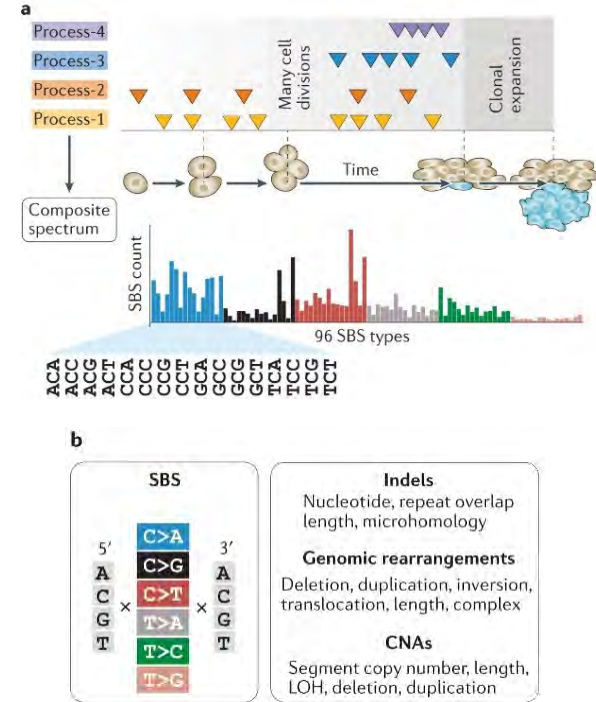 a
Process-4
Process-3
Process-2
Process-1
Many cell
divisions
Clonal
expansion
Time
Composite
spectrum
SBS count
96 SBS types
ACA
ACC
ACG
ACT
CCA
CCC
CCG
CCT
GCA
GCC
GCG
GCT
TCA
TCC
TCG
TCT
b
SBS
5′
A
C
G
T
×
C>A
C>G
C>T
T>A
T>C
T>G
×
3′
A
C
G
T
Indels
Nucleotide, repeat overlap
length, microhomology
Genomic rearrangements
Deletion, duplication, inversion,
translocation, length, complex
CNAs
Segment copy number, length,
LOH, deletion, duplication